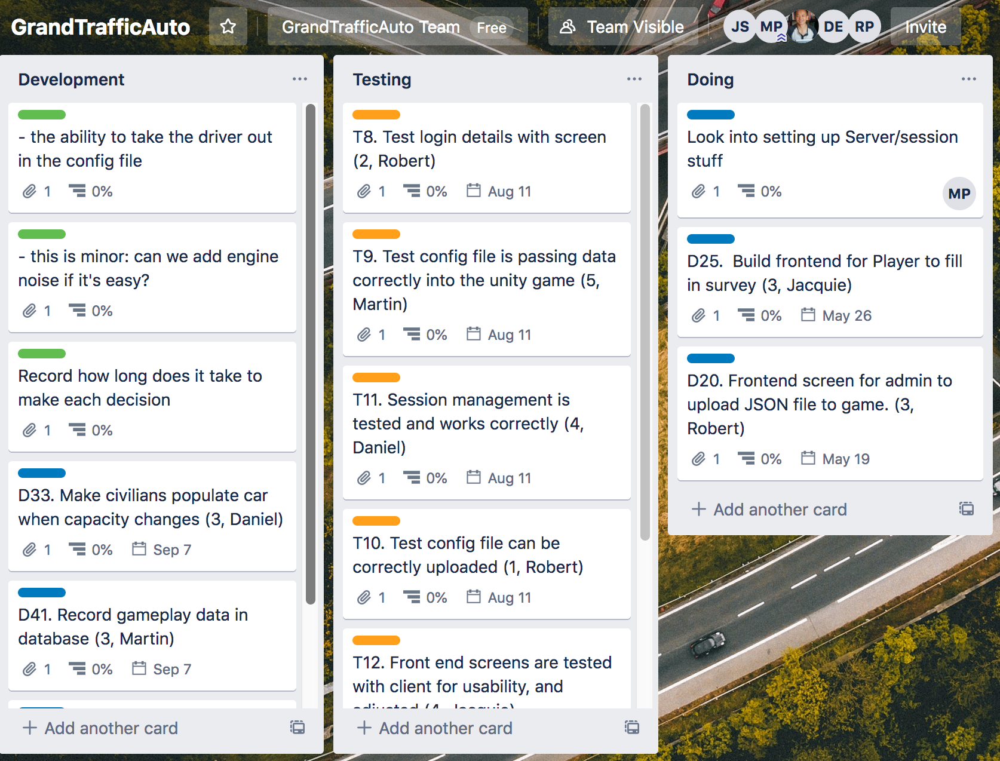 GrandTrafficAuto
GrandTrafficAuto Team Free
Team Visible
JS MP DE RP
Invite
Development
- the ability to take the driver out
in the config file
1 0%
- this is minor: can we add engine
noise if it's easy?
1 0%
Record how long does it take to
make each decision
1 0%
D33. Make civilians populate car
when capacity changes (3, Daniel)
1 0% Sep 7
D41. Record gameplay data in
database (3, Martin)
1 0% Sep 7
+ Add another card
Testing
T8. Test login details with screen
(2, Robert)
1 0% Aug 11
T9. Test config file is passing data
correctly into the unity game (5,
Martin)
1 0% Aug 11
T11. Session management is
tested and works correctly (4,
Daniel)
1 0% Aug 11
T10. Test config file can be
correctly uploaded (1, Robert)
1 0% Aug 11
T12. Front end screens are tested
with client for usability, and
adjusted (4, Jacquie)
+ Add another card
Doing
Look into setting up Server/session
stuff
1 0%
MP
D25. Build frontend for Player to fill
in survey (3, Jacquie)
1 0% May 26
D20. Frontend screen for admin to
upload JSON file to game. (3,
Robert)
1 0% May 19
+ Add another card